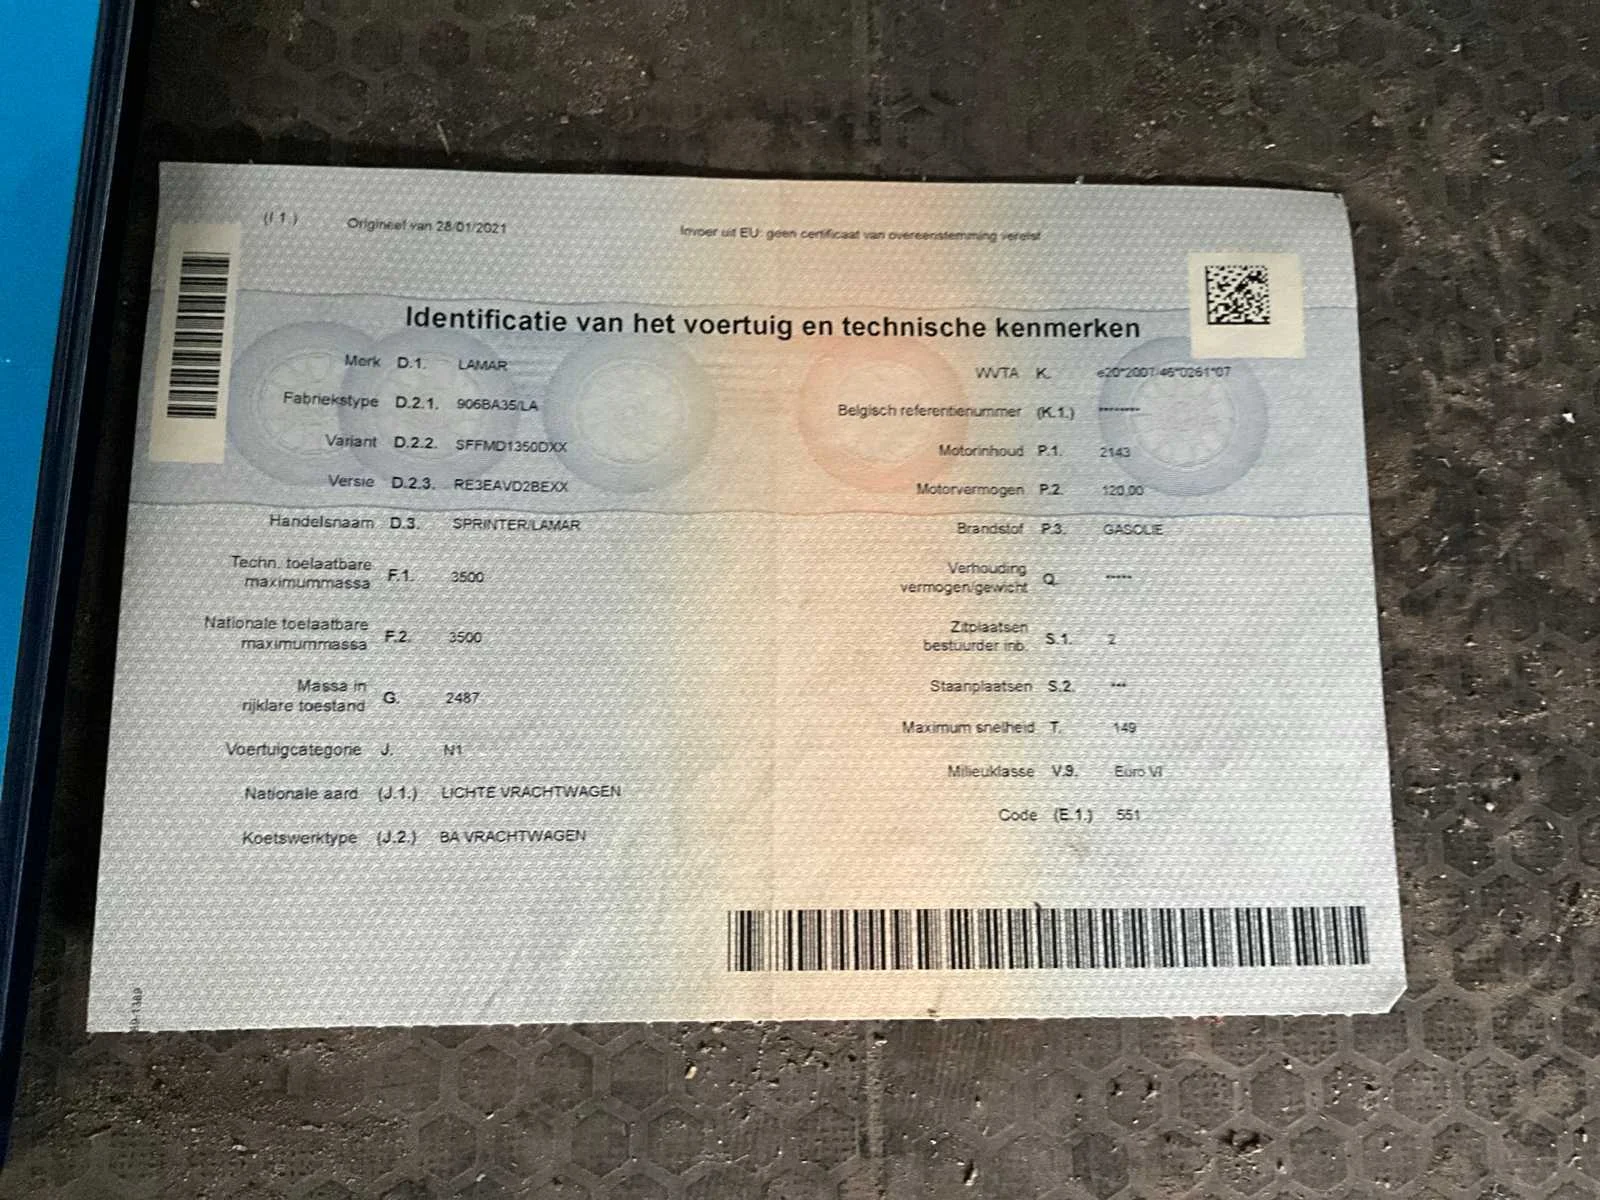 (I.1.) Origineel van 28/01/2021 Invoer uit EU: geen certificaat van overeenstemming vereist
Identificatie van het voertuig en technische kenmerken
Merk D.1. LAMAR
Fabriekstype D.2.1. 906BA35/LA
Variant D.2.2. SFFMD1350DXX
Versie D.2.3. RE3EAVD2BEXX
Handelsnaam D.3. SPRINTER/LAMAR
Techn. toelaatbare
maximummassa F.1. 3500
Nationale toelaatbare
maximummassa F.2. 3500
Massa in
rijklare toestand G. 2487
Voertuigcategorie J. N1
Nationale aard (J.1.) LICHTE VRACHTWAGEN
Koetswerktype (J.2.) BA VRACHTWAGEN
WVTA K. e20*2007/46*0261*07
Belgisch referentienummer (K.1.) ********
Motorinhoud P.1. 2143
Motorvermogen P.2. 120,00
Brandstof P.3. GASOLIE
Verhouding
vermogen/gewicht Q. *****
Zitplaatsen
bestuurder inb. S.1. 2
Staanplaatsen S.2. ***
Maximum snelheid T. 149
Milieuklasse V.9. Euro VI
Code (E.1.) 551